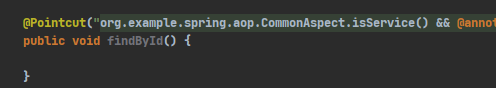 @Pointcut("org.example.spring.aop.CommonAspect.isService() && @annot
public void findById() {
}